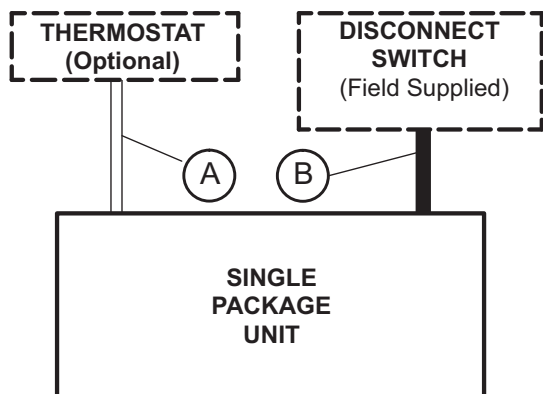 THERMOSTAT
(Optional)
DISCONNECT
SWITCH
(Field Supplied)
A
B
SINGLE
PACKAGE
UNIT